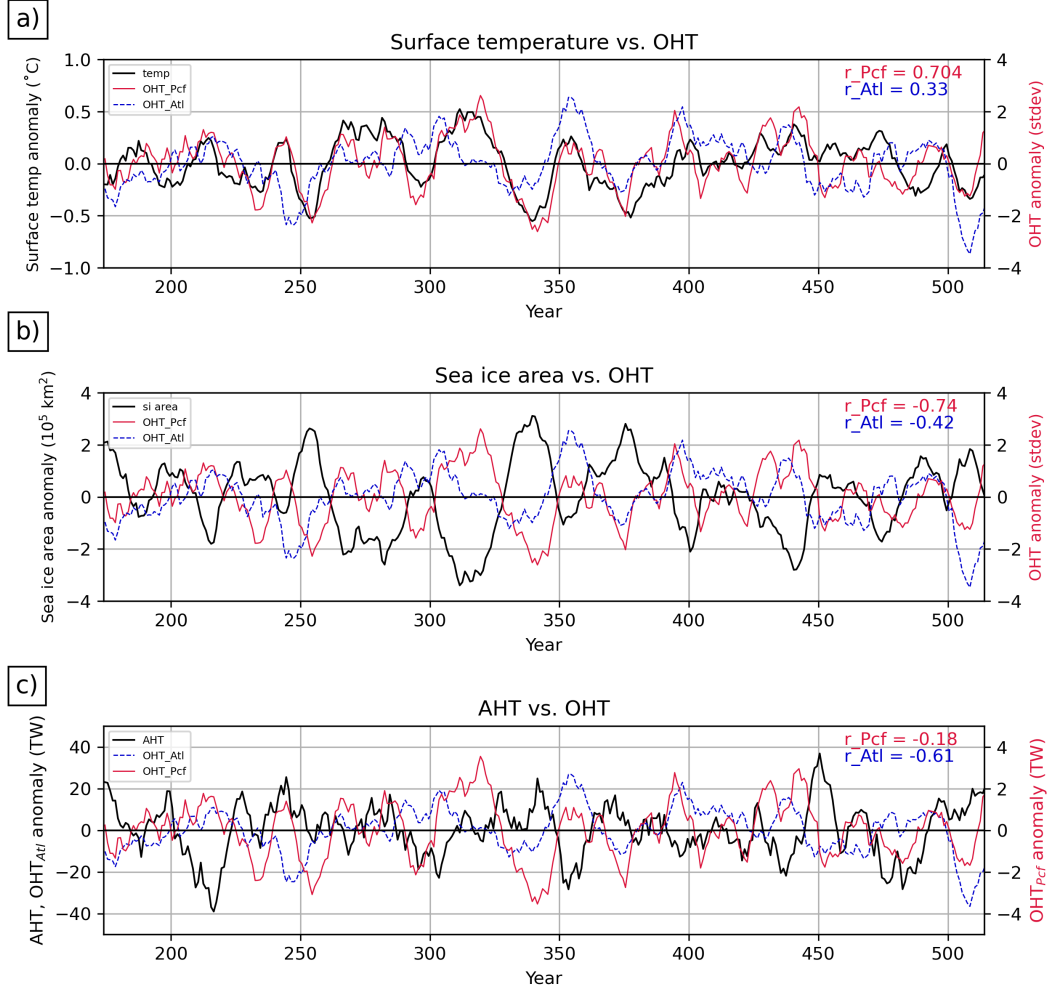 a)
Surface temperature vs. OHT
Surface temp anomaly (˚C)
1.0
0.5
0.0
−0.5
−1.0
temp
OHT_Pcf
OHT_Atl
r_Pcf = 0.704
r_Atl = 0.33
4
2
0
−2
−4
OHT anomaly (stdev)
200 250 300 350 400 450 500
Year
b)
Sea ice area vs. OHT
Sea ice area anomaly (10⁵ km²)
4
2
0
−2
−4
si area
OHT_Pcf
OHT_Atl
r_Pcf = -0.74
r_Atl = -0.42
4
2
0
−2
−4
OHT anomaly (stdev)
200 250 300 350 400 450 500
Year
c)
AHT vs. OHT
AHT, OHT_Atl anomaly (TW)
40
20
0
−20
−40
AHT
OHT_Atl
OHT_Pcf
r_Pcf = -0.18
r_Atl = -0.61
4
2
0
−2
−4
OHT_Pcf anomaly (TW)
200 250 300 350 400 450 500
Year